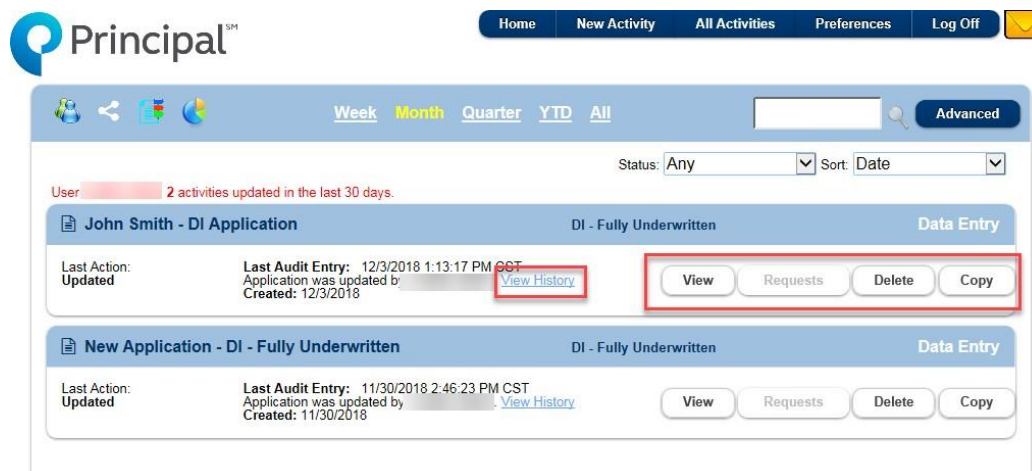 Principal℠
Home New Activity All Activities Preferences Log Off
Week Month Quarter YTD All
Advanced
Status: Any Sort: Date
User 2 activities updated in the last 30 days.
John Smith - DI Application DI - Fully Underwritten Data Entry
Last Action: Last Audit Entry: 12/3/2018 1:13:17 PM CST
Updated Application was updated by View History
Created: 12/3/2018
View Requests Delete Copy
New Application - DI - Fully Underwritten DI - Fully Underwritten Data Entry
Last Action: Last Audit Entry: 11/30/2018 2:46:23 PM CST
Updated Application was updated by . View History
Created: 11/30/2018
View Requests Delete Copy